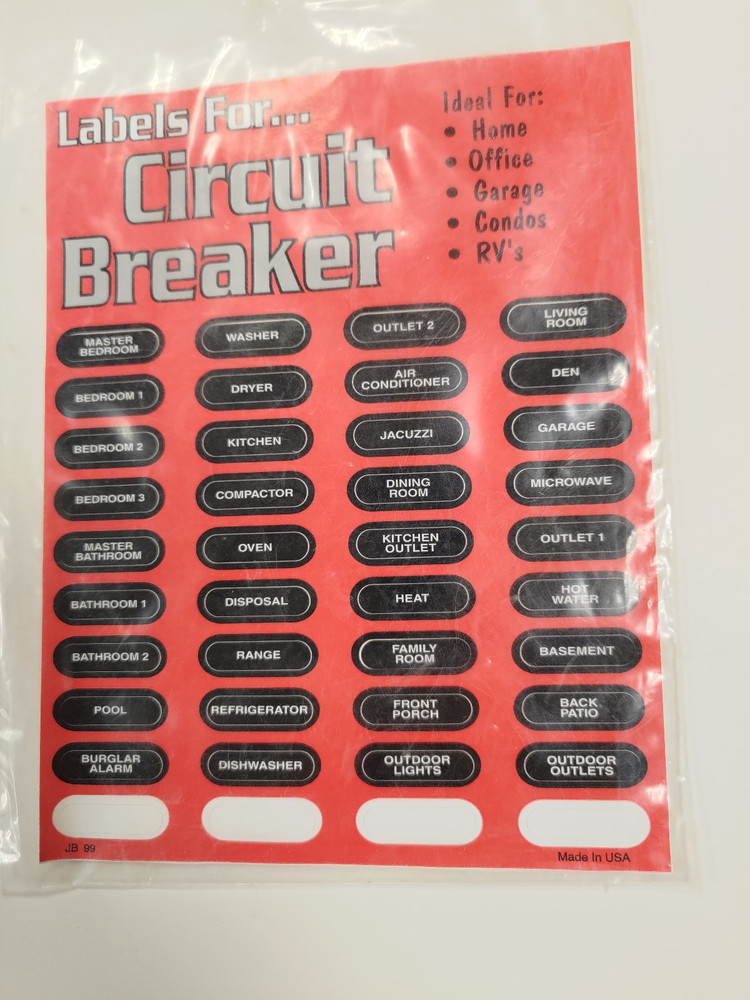 Labels For...
Circuit
Breaker
Ideal For:
• Home
• Office
• Garage
• Condos
• RV's
MASTER
BEDROOM
BEDROOM 1
BEDROOM 2
BEDROOM 3
MASTER
BATHROOM
BATHROOM 1
BATHROOM 2
POOL
BURGLAR
ALARM
WASHER
DRYER
KITCHEN
COMPACTOR
OVEN
DISPOSAL
RANGE
REFRIGERATOR
DISHWASHER
OUTLET 2
AIR
CONDITIONER
JACUZZI
DINING
ROOM
KITCHEN
OUTLET
HEAT
FAMILY
ROOM
FRONT
PORCH
OUTDOOR
LIGHTS
LIVING
ROOM
DEN
GARAGE
MICROWAVE
OUTLET 1
HOT
WATER
BASEMENT
BACK
PATIO
OUTDOOR
OUTLETS
JB 99
Made In USA